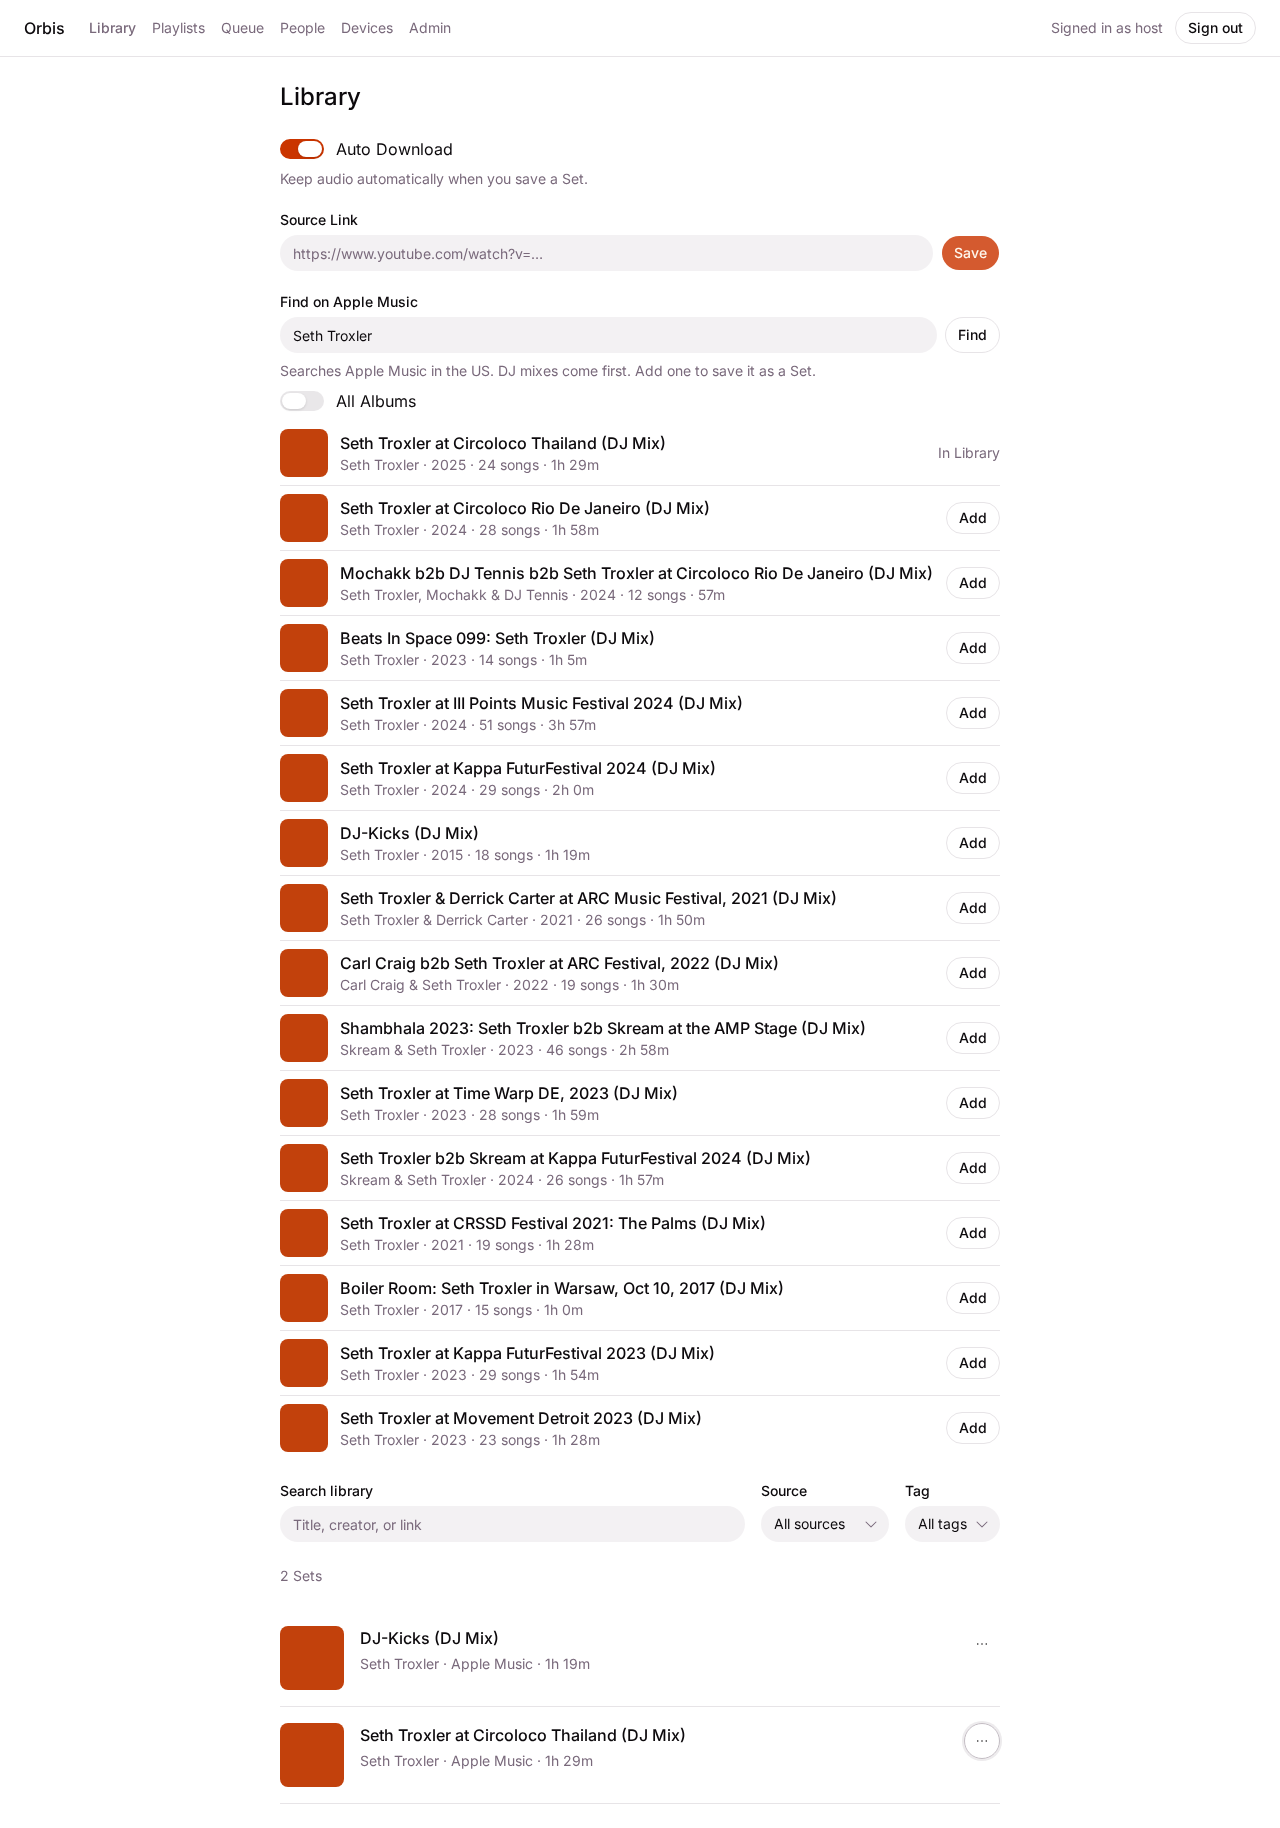 Orbis Library Playlists Queue People Devices Admin Signed in as host Sign out
Library
Auto Download
Keep audio automatically when you save a Set.
Source Link
https://www.youtube.com/watch?v=... Save
Find on Apple Music
Seth Troxler Find
Searches Apple Music in the US. DJ mixes come first. Add one to save it as a Set.
All Albums
Seth Troxler at Circoloco Thailand (DJ Mix)
Seth Troxler · 2025 · 24 songs · 1h 29m
In Library
Seth Troxler at Circoloco Rio De Janeiro (DJ Mix)
Seth Troxler · 2024 · 28 songs · 1h 58m
Add
Mochakk b2b DJ Tennis b2b Seth Troxler at Circoloco Rio De Janeiro (DJ Mix)
Seth Troxler, Mochakk & DJ Tennis · 2024 · 12 songs · 57m
Add
Beats In Space 099: Seth Troxler (DJ Mix)
Seth Troxler · 2023 · 14 songs · 1h 5m
Add
Seth Troxler at III Points Music Festival 2024 (DJ Mix)
Seth Troxler · 2024 · 51 songs · 3h 57m
Add
Seth Troxler at Kappa FuturFestival 2024 (DJ Mix)
Seth Troxler · 2024 · 29 songs · 2h 0m
Add
DJ-Kicks (DJ Mix)
Seth Troxler · 2015 · 18 songs · 1h 19m
Add
Seth Troxler & Derrick Carter at ARC Music Festival, 2021 (DJ Mix)
Seth Troxler & Derrick Carter · 2021 · 26 songs · 1h 50m
Add
Carl Craig b2b Seth Troxler at ARC Festival, 2022 (DJ Mix)
Carl Craig & Seth Troxler · 2022 · 19 songs · 1h 30m
Add
Shambhala 2023: Seth Troxler b2b Skream at the AMP Stage (DJ Mix)
Skream & Seth Troxler · 2023 · 46 songs · 2h 58m
Add
Seth Troxler at Time Warp DE, 2023 (DJ Mix)
Seth Troxler · 2023 · 28 songs · 1h 59m
Add
Seth Troxler b2b Skream at Kappa FuturFestival 2024 (DJ Mix)
Skream & Seth Troxler · 2024 · 26 songs · 1h 57m
Add
Seth Troxler at CRSSD Festival 2021: The Palms (DJ Mix)
Seth Troxler · 2021 · 19 songs · 1h 28m
Add
Boiler Room: Seth Troxler in Warsaw, Oct 10, 2017 (DJ Mix)
Seth Troxler · 2017 · 15 songs · 1h 0m
Add
Seth Troxler at Kappa FuturFestival 2023 (DJ Mix)
Seth Troxler · 2023 · 29 songs · 1h 54m
Add
Seth Troxler at Movement Detroit 2023 (DJ Mix)
Seth Troxler · 2023 · 23 songs · 1h 28m
Add
Search library Source Tag
Title, creator, or link All sources All tags
2 Sets
DJ-Kicks (DJ Mix) ...
Seth Troxler · Apple Music · 1h 19m
Seth Troxler at Circoloco Thailand (DJ Mix) ...
Seth Troxler · Apple Music · 1h 29m